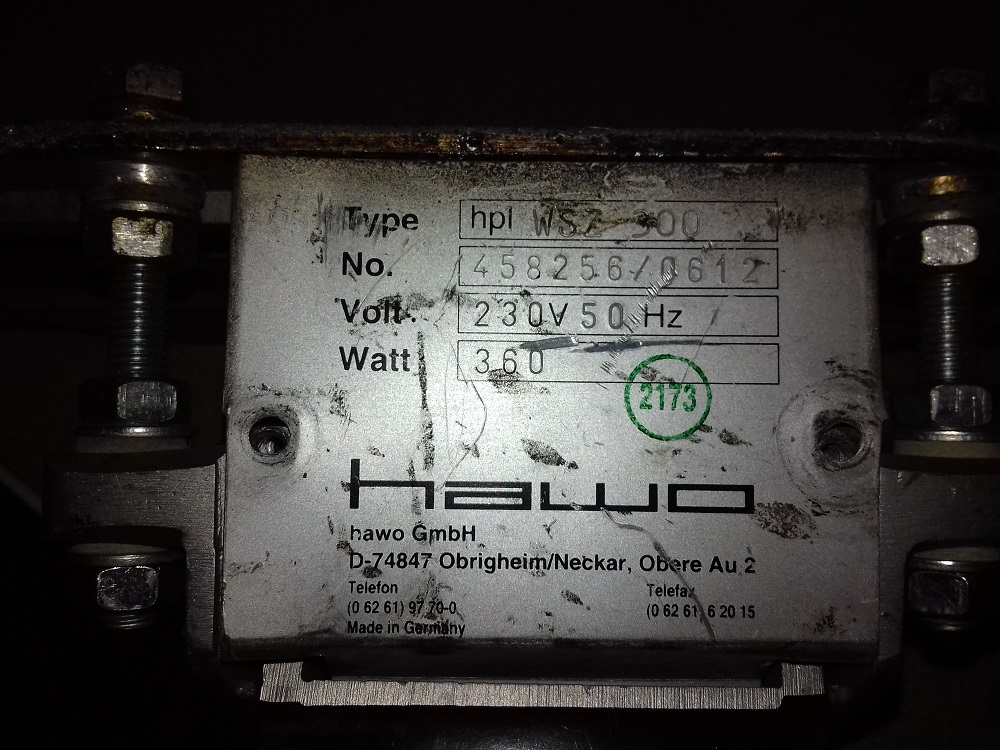 Type hpl WSZ 300
No. 458256/0612
Volt 230V 50 Hz
Watt 360
2173
hawo
hawo GmbH
D-74847 Obrigheim/Neckar, Obere Au 2
Telefon Telefax
(0 62 61) 97 70-0 (0 62 61) 6 20 15
Made in Germany